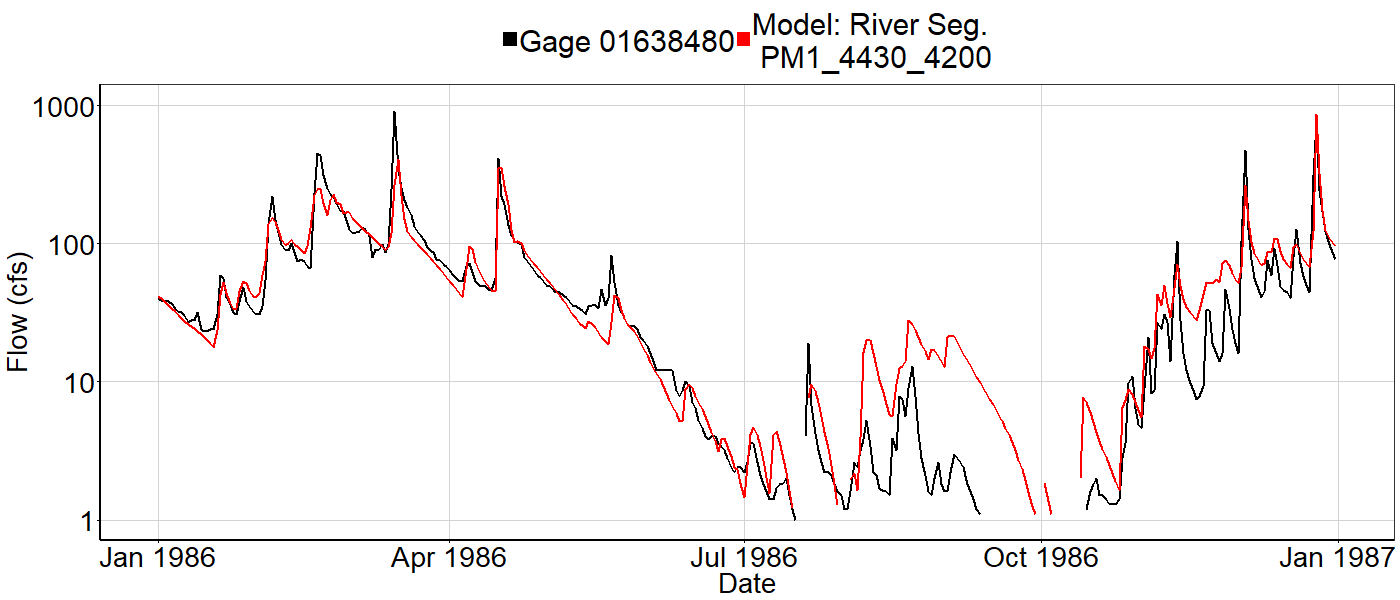 Gage 01638480
Model: River Seg.
PM1_4430_4200
Flow (cfs)
1000
100
10
1
Jan 1986
Apr 1986
Jul 1986
Oct 1986
Jan 1987
Date